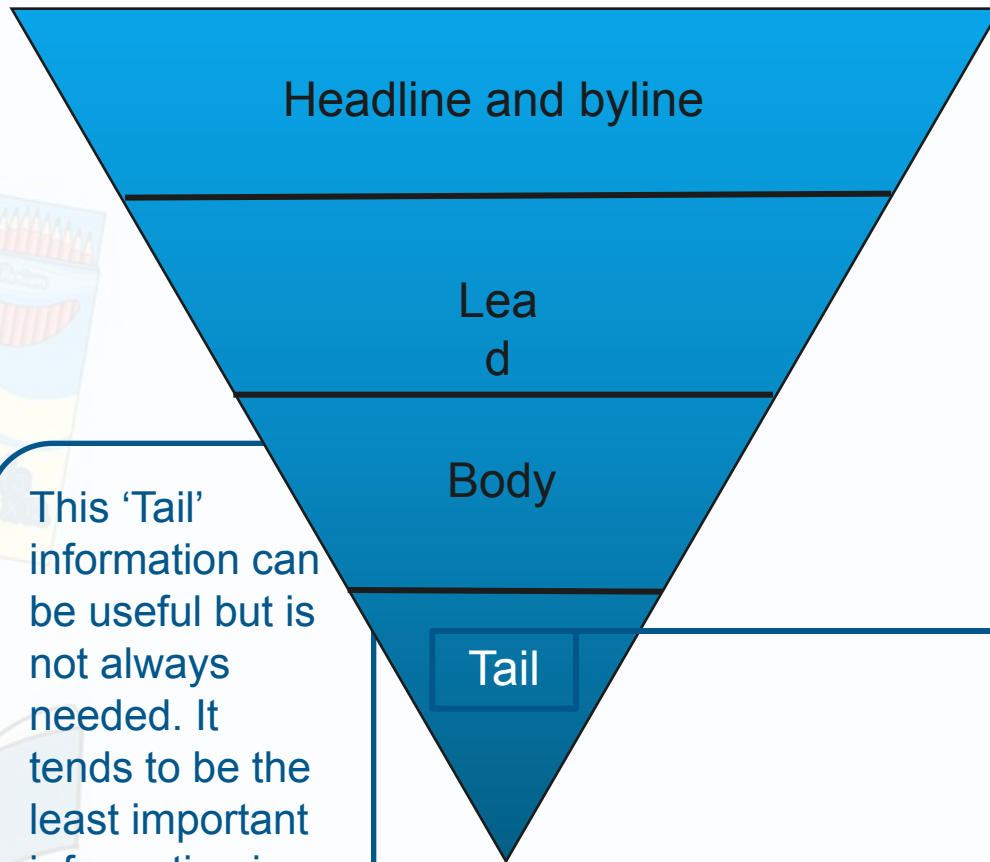 Headline and byline
Lea
d
Body
Tail
This ‘Tail’
information can
be useful but is
not always
needed. It
tends to be the
least important